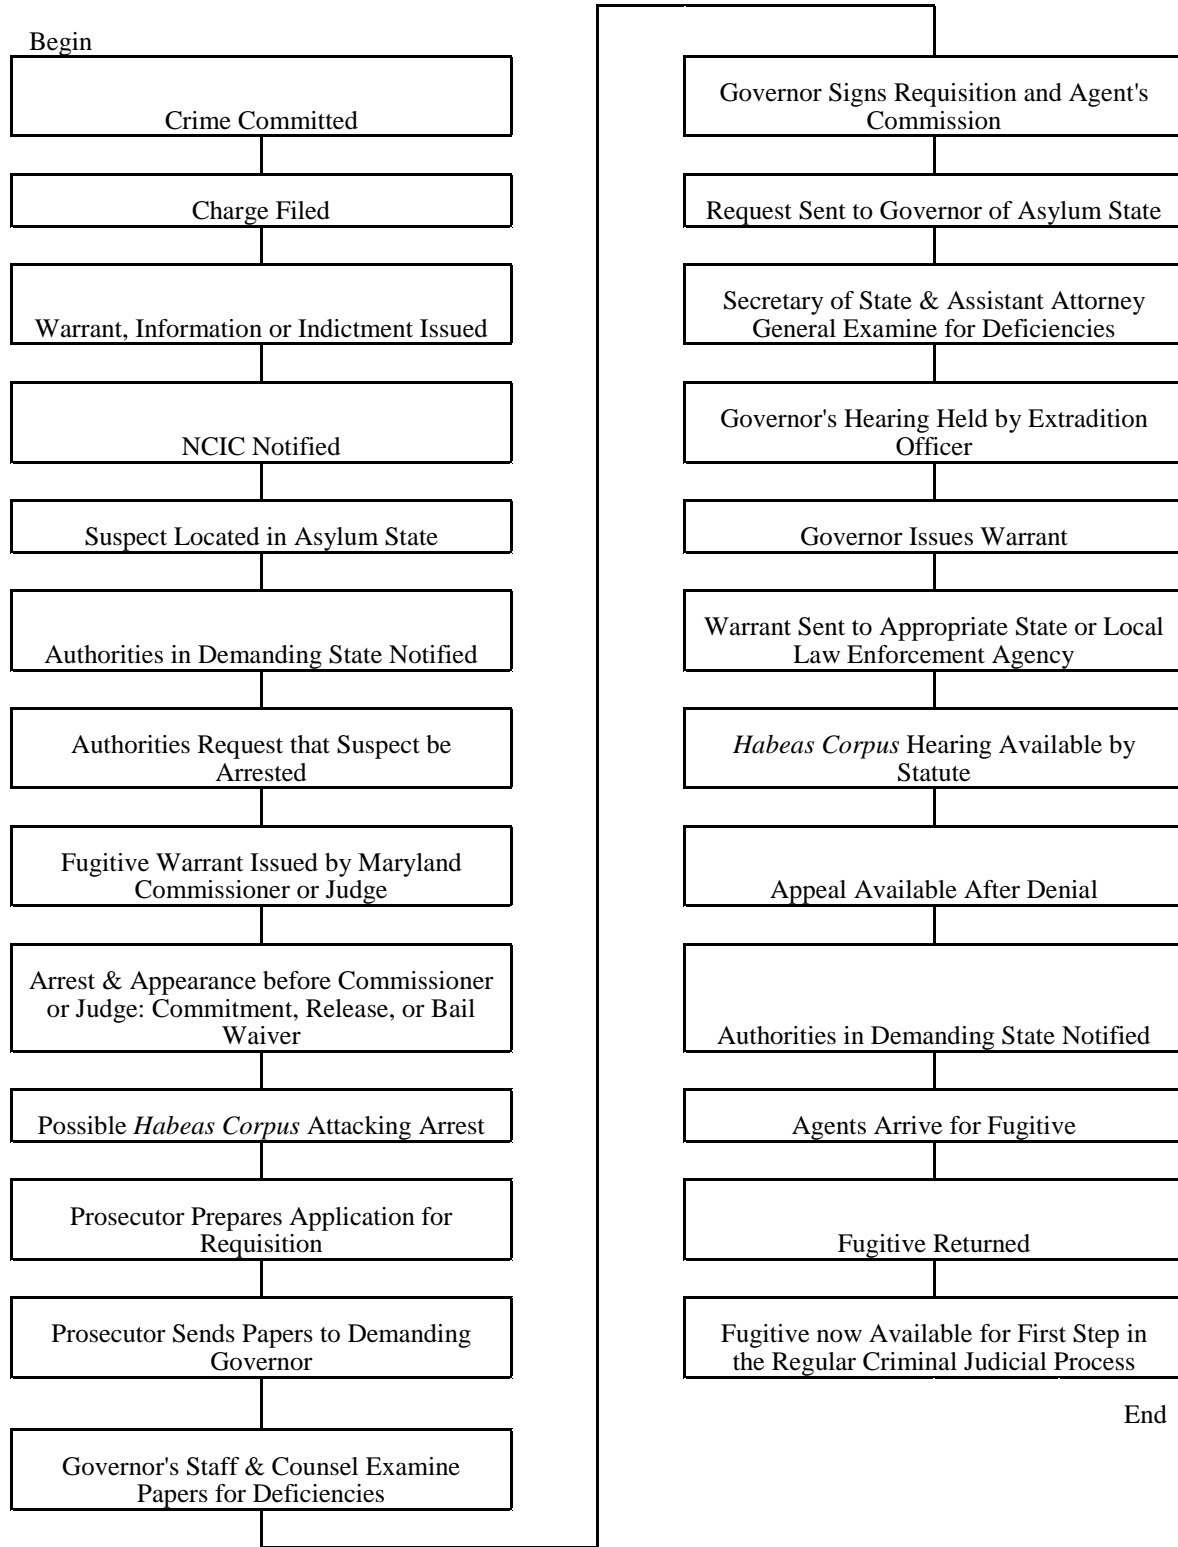 Begin
Crime Committed
Charge Filed
Warrant, Information or Indictment Issued
NCIC Notified
Suspect Located in Asylum State
Authorities in Demanding State Notified
Authorities Request that Suspect be
Arrested
Fugitive Warrant Issued by Maryland
Commissioner or Judge
Arrest & Appearance before Commissioner
or Judge: Commitment, Release, or Bail
Waiver
Possible Habeas Corpus Attacking Arrest
Prosecutor Prepares Application for
Requisition
Prosecutor Sends Papers to Demanding
Governor
Governor's Staff & Counsel Examine
Papers for Deficiencies
Governor Signs Requisition and Agent's
Commission
Request Sent to Governor of Asylum State
Secretary of State & Assistant Attorney
General Examine for Deficiencies
Governor's Hearing Held by Extradition
Officer
Governor Issues Warrant
Warrant Sent to Appropriate State or Local
Law Enforcement Agency
Habeas Corpus Hearing Available by
Statute
Appeal Available After Denial
Authorities in Demanding State Notified
Agents Arrive for Fugitive
Fugitive Returned
Fugitive now Available for First Step in
the Regular Criminal Judicial Process
End